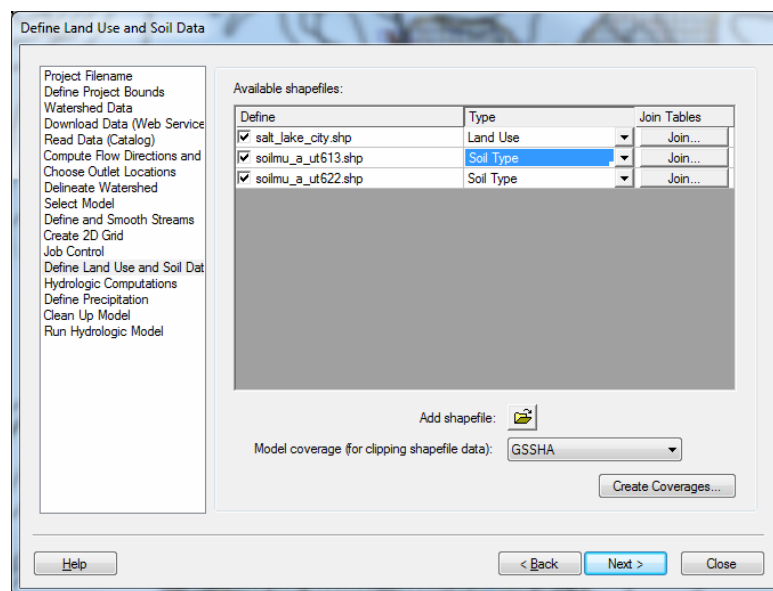 Define Land Use and Soil Data
Project Filename
Define Project Bounds
Watershed Data
Download Data (Web Service
Read Data (Catalog)
Compute Flow Directions and
Choose Outlet Locations
Delineate Watershed
Select Model
Define and Smooth Streams
Create 2D Grid
Job Control
Define Land Use and Soil Dat
Hydrologic Computations
Define Precipitation
Clean Up Model
Run Hydrologic Model
Available shapefiles:
Define Type Join Tables
salt_lake_city.shp Land Use Join...
soilmu_a_ut613.shp Soil Type Join...
soilmu_a_ut622.shp Soil Type Join...
Add shapefile:
Model coverage (for clipping shapefile data): GSSHA
Create Coverages...
Help < Back Next > Close